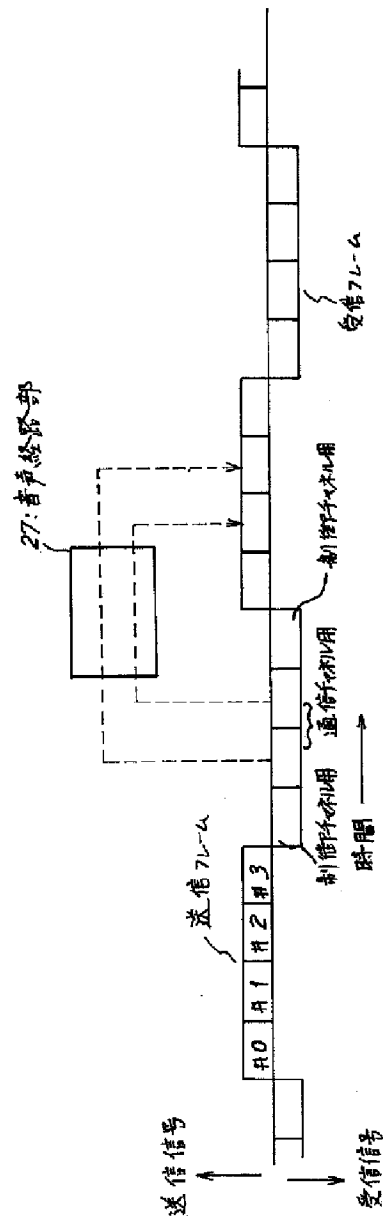 27:音声経路部
送信信号
受信信号
送信フレーム
#0
#1
#2
#3
制御チャネル用
通信チャネル用
制御チャネル用
時間
受信フレーム